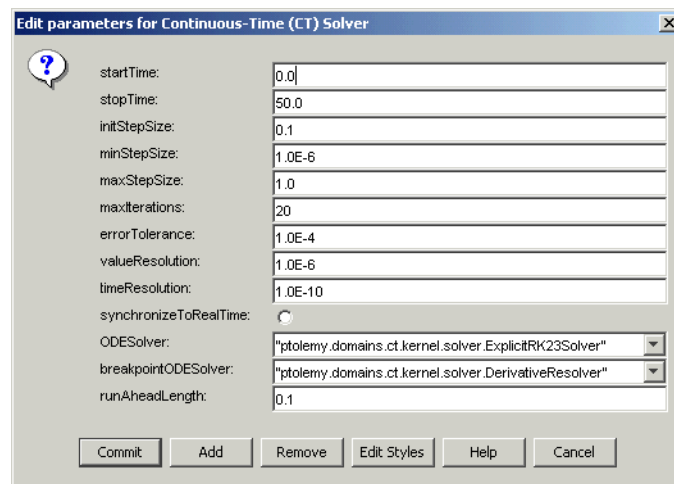 Edit parameters for Continuous-Time (CT) Solver
startTime: 0.0
stopTime: 50.0
initStepSize: 0.1
minStepSize: 1.0E-6
maxStepSize: 1.0
maxIterations: 20
errorTolerance: 1.0E-4
valueResolution: 1.0E-6
timeResolution: 1.0E-10
synchronizeToRealTime:
ODESolver: "ptolemy.domains.ct.kernel.solver.ExplicitRK23Solver"
breakpointODESolver: "ptolemy.domains.ct.kernel.solver.DerivativeResolver"
runAheadLength: 0.1
Commit Add Remove Edit Styles Help Cancel